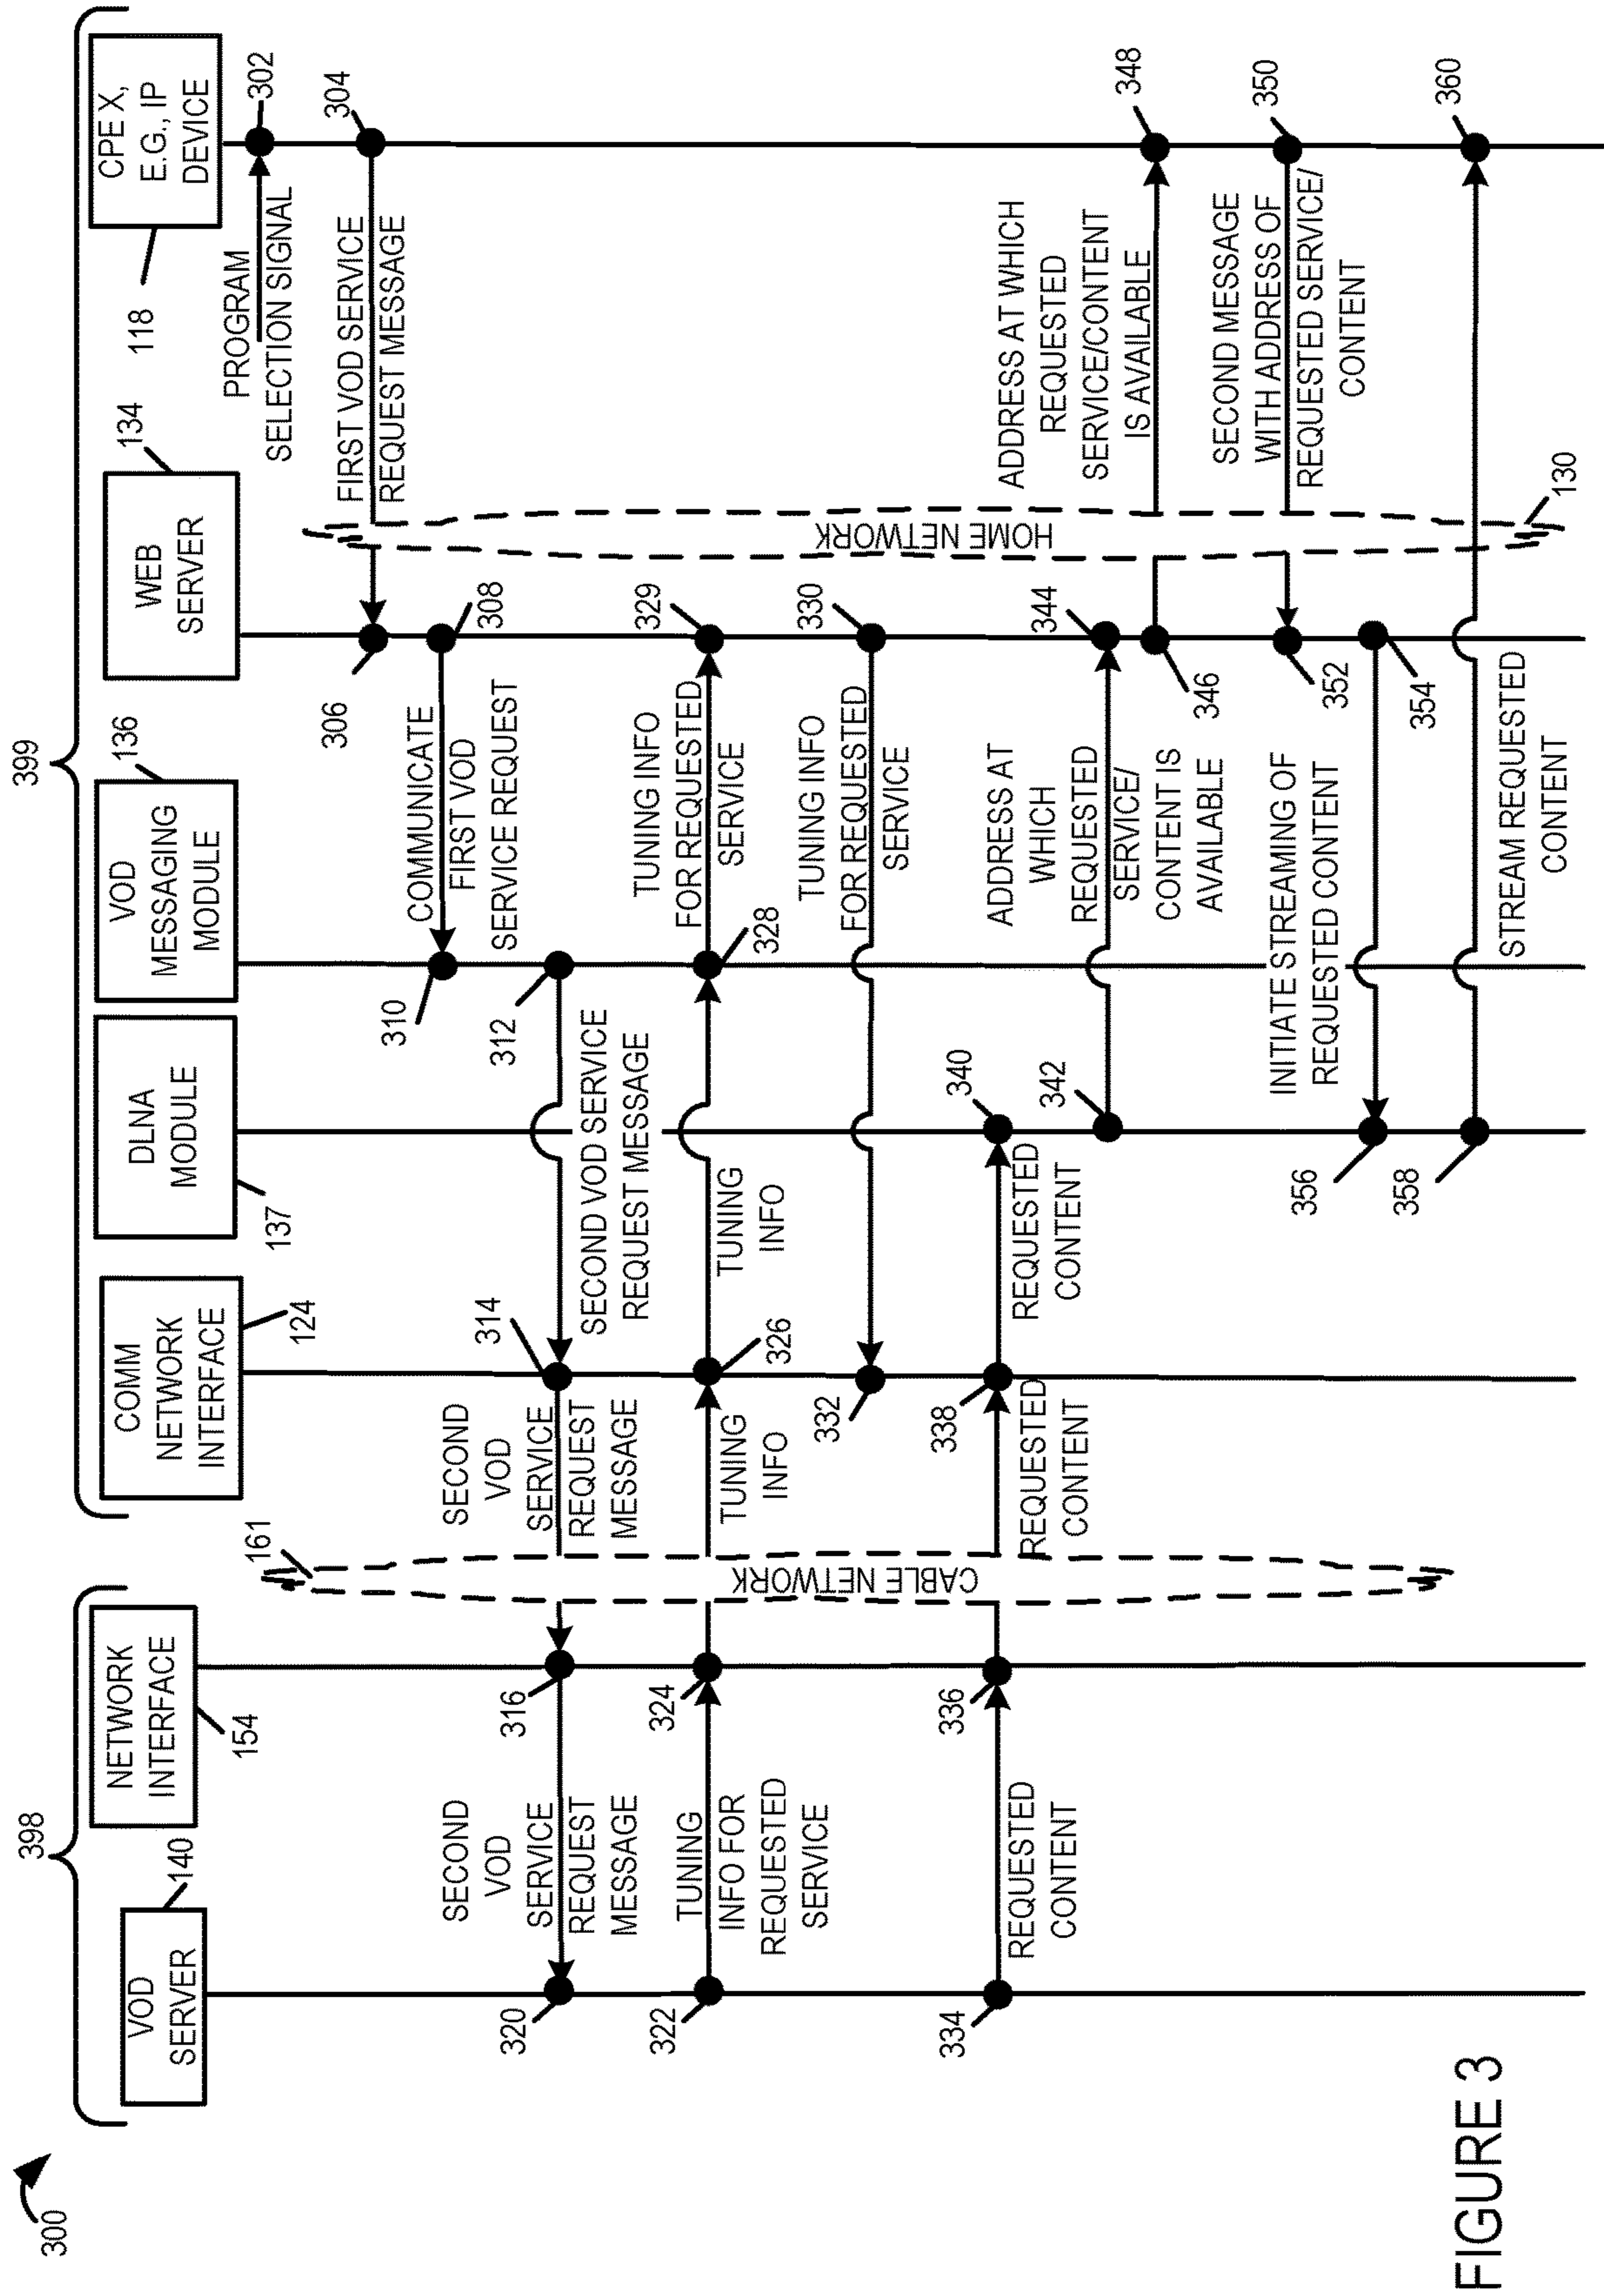 300
398
399
VOD
SERVER
140
NETWORK
INTERFACE
154
161
COMM
NETWORK
INTERFACE
124
DLNA
MODULE
137
VOD
MESSAGING
MODULE
136
WEB
SERVER
134
CPE X,
E.G., IP
DEVICE
118
PROGRAM
SELECTION SIGNAL
302
304
FIRST VOD SERVICE
REQUEST MESSAGE
306
308
COMMUNICATE
FIRST VOD
SERVICE REQUEST
310
312
SECOND VOD SERVICE
REQUEST MESSAGE
314
SECOND
VOD
SERVICE
REQUEST
MESSAGE
316
SECOND
VOD
SERVICE
REQUEST
MESSAGE
320
322
TUNING
INFO FOR
REQUESTED
SERVICE
324
TUNING
INFO
326
TUNING
INFO
328
TUNING INFO
FOR REQUESTED
SERVICE
329
330
TUNING INFO
FOR REQUESTED
SERVICE
332
334
REQUESTED
CONTENT
336
REQUESTED
CONTENT
338
REQUESTED
CONTENT
340
342
ADDRESS AT
WHICH
REQUESTED
SERVICE/
CONTENT IS
AVAILABLE
344
346
ADDRESS AT WHICH
REQUESTED
SERVICE/CONTENT
IS AVAILABLE
348
350
SECOND MESSAGE
WITH ADDRESS OF
REQUESTED SERVICE/
CONTENT
352
354
INITIATE STREAMING OF
REQUESTED CONTENT
356
358
STREAM REQUESTED
CONTENT
360
CABLE NETWORK
HOME NETWORK
130
FIGURE 3